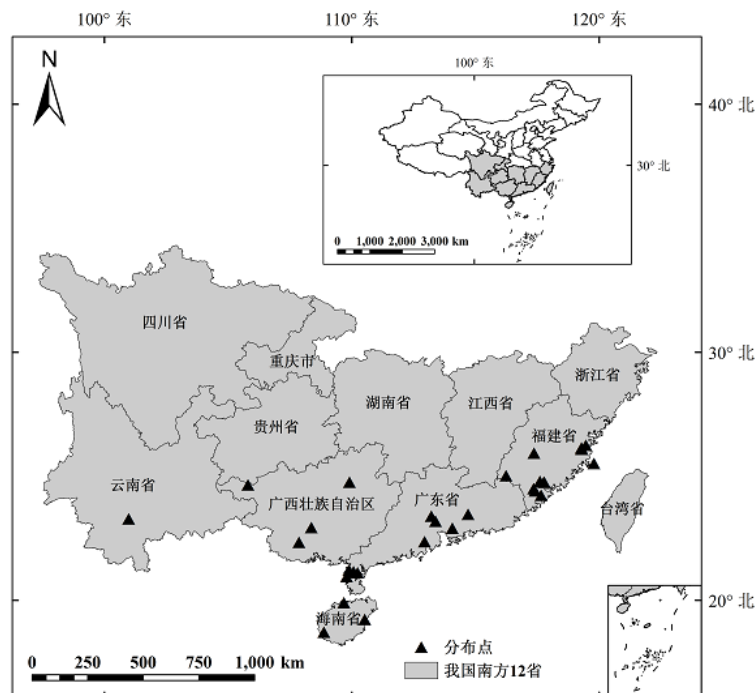 100° 东
110° 东
120° 东
N
100° 东
40° 北
30° 北
0 1,000 2,000 3,000 km
四川省
重庆市
30° 北
浙江省
湖南省
江西省
贵州省
福建省
云南省
广西壮族自治区
广东省
台湾省
20° 北
海南省
分布点
0 250 500 750 1,000 km
我国南方12省